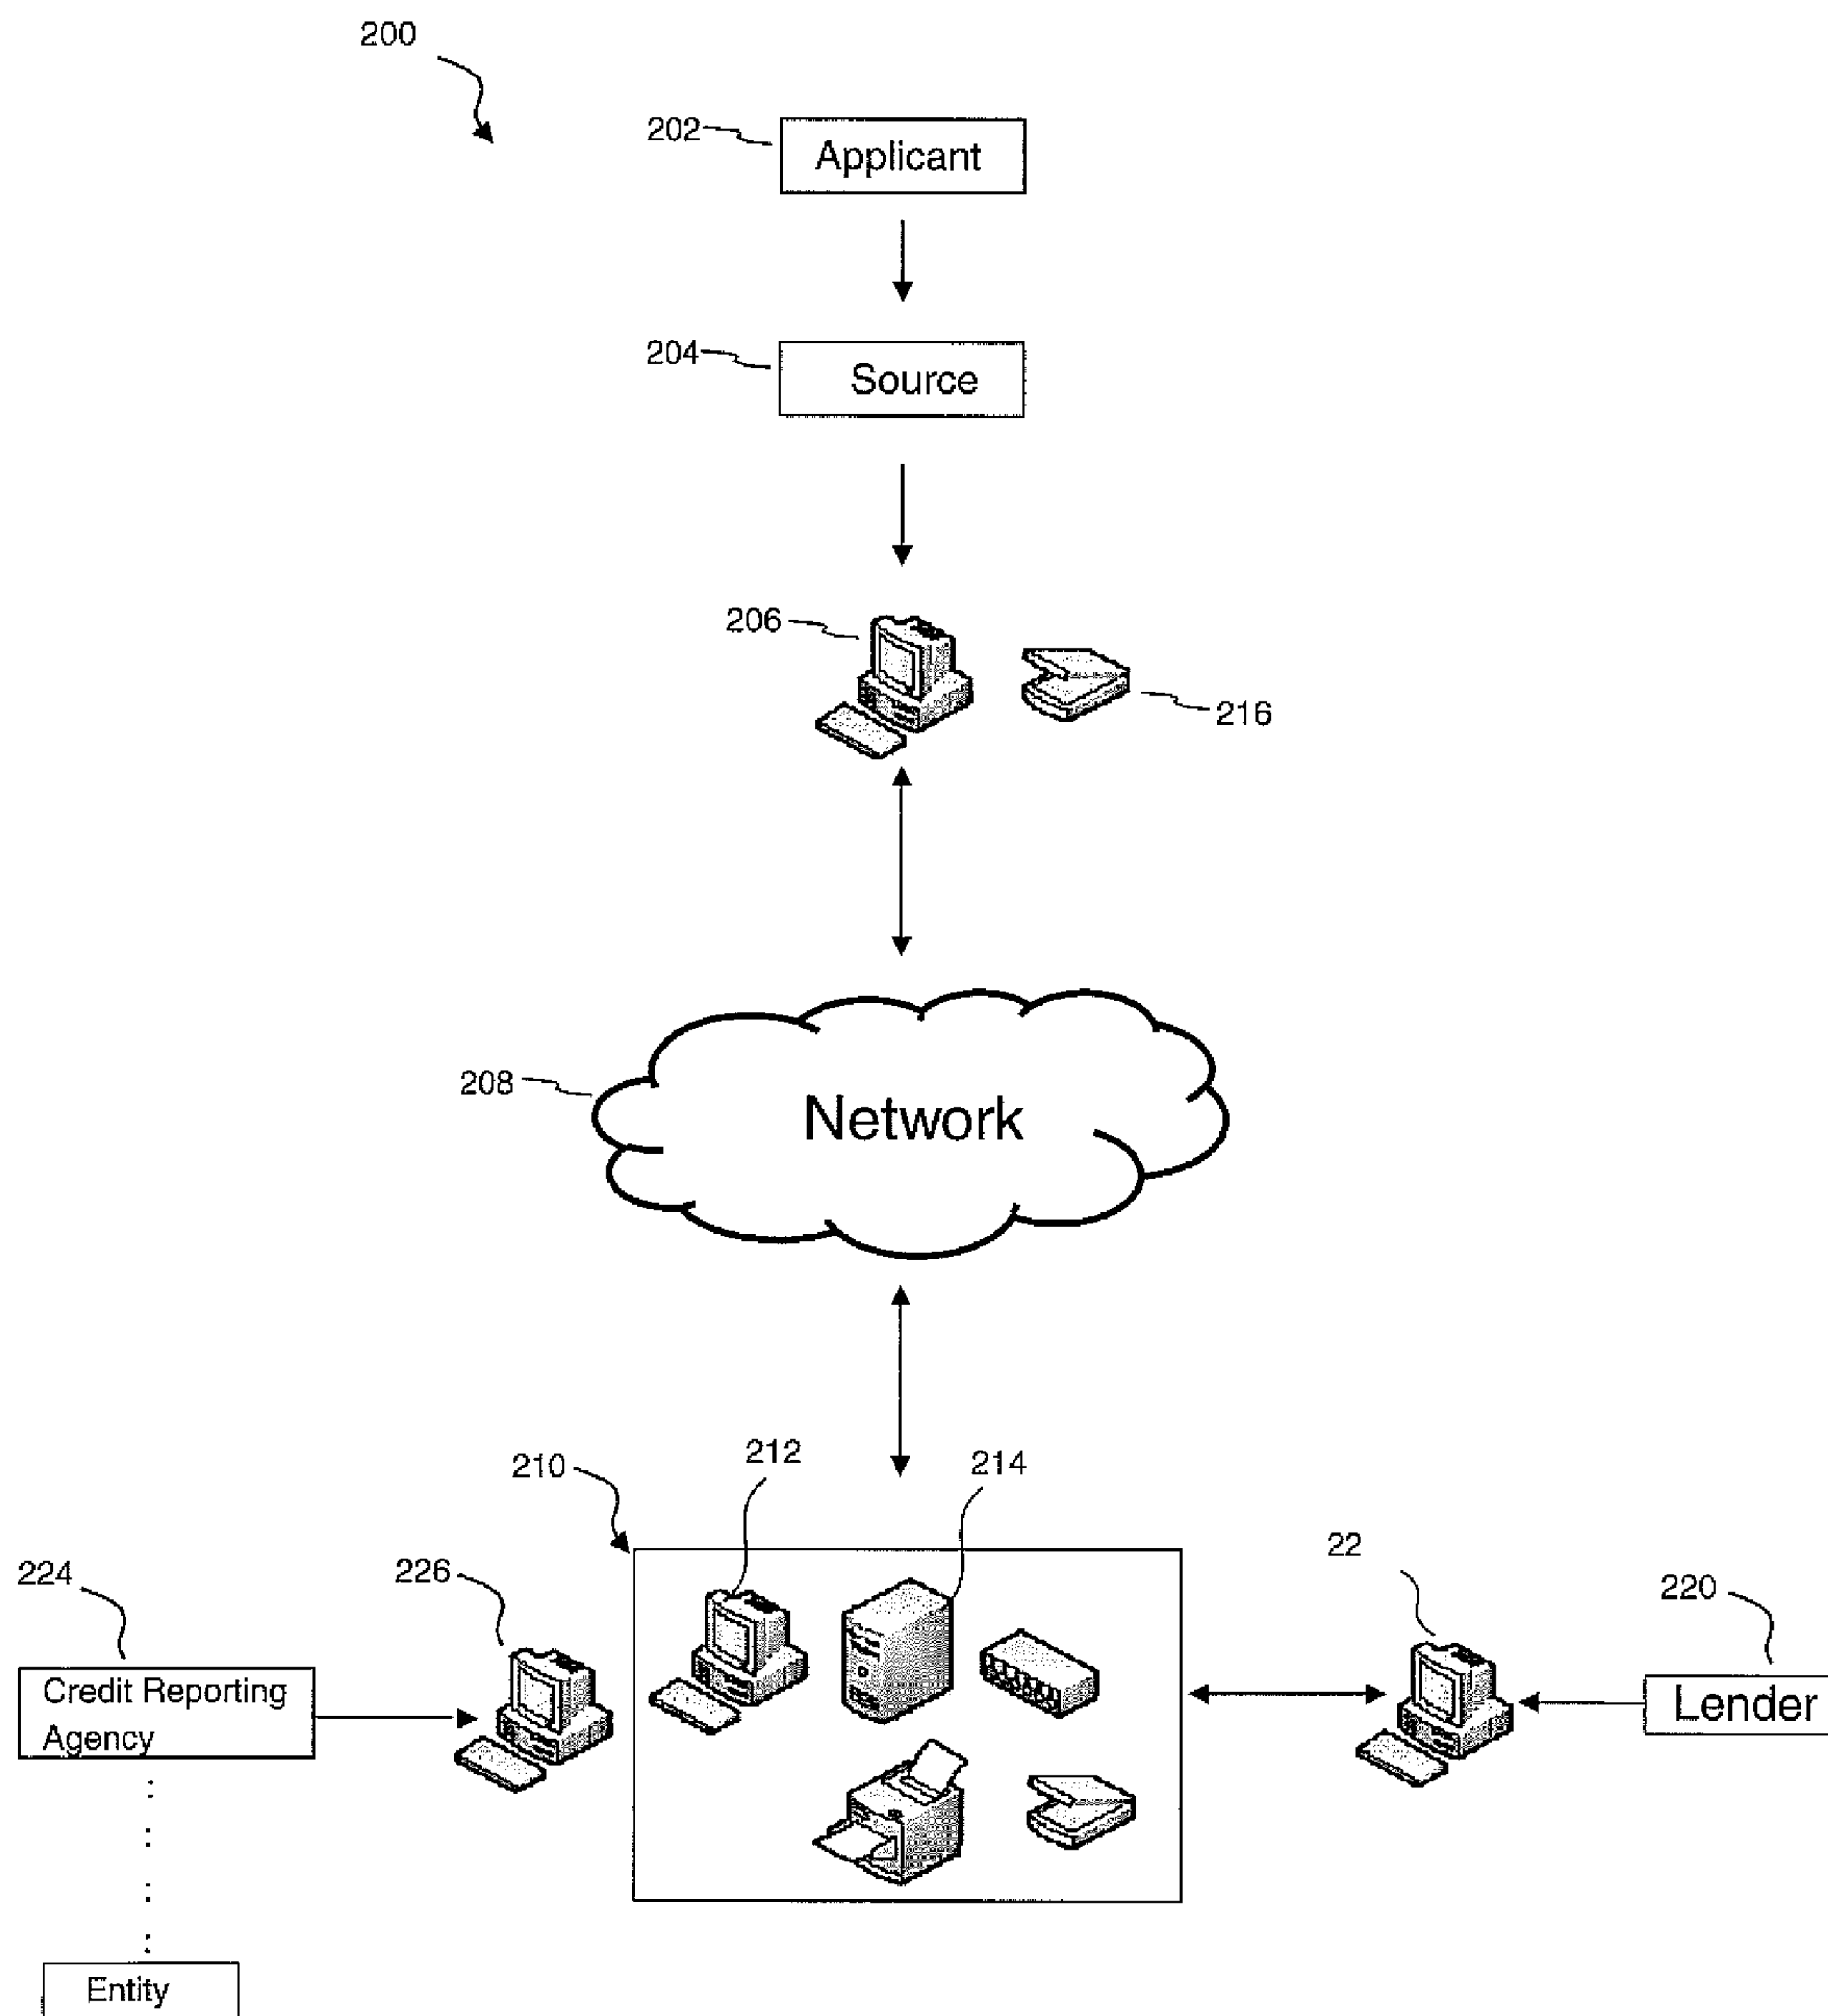 200
202
Applicant
204
Source
206
216
208
Network
210
212
214
224
226
22
220
Credit Reporting
Agency
Lender
Entity